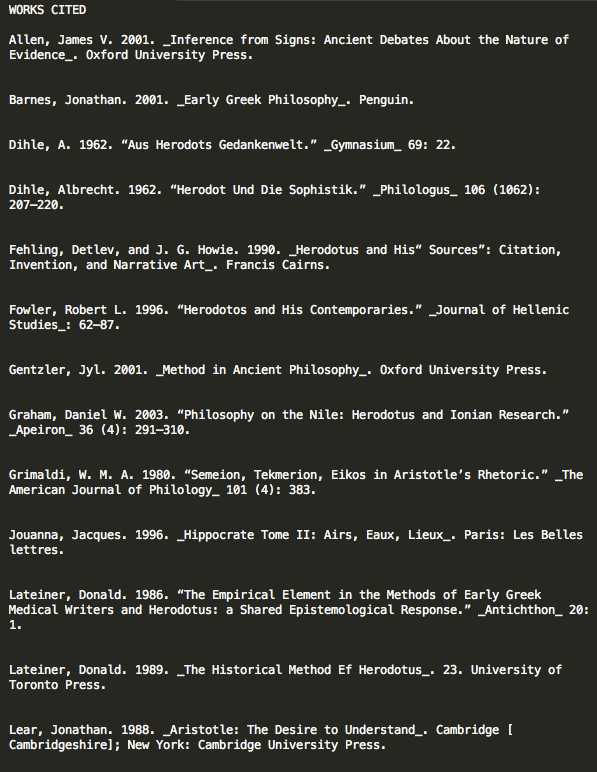 WORKS CITED
Allen, James V. 2001. _Inference from Signs: Ancient Debates About the Nature of
Evidence_. Oxford University Press.
Barnes, Jonathan. 2001. _Early Greek Philosophy_. Penguin.
Dihle, A. 1962. “Aus Herodots Gedankenwelt.” _Gymnasium_ 69: 22.
Dihle, Albrecht. 1962. “Herodot Und Die Sophistik.” _Philologus_ 106 (1062):
207–220.
Fehling, Detlev, and J. G. Howie. 1990. _Herodotus and His“ Sources”: Citation,
Invention, and Narrative Art_. Francis Cairns.
Fowler, Robert L. 1996. “Herodotos and His Contemporaries.” _Journal of Hellenic
Studies_: 62–87.
Gentzler, Jyl. 2001. _Method in Ancient Philosophy_. Oxford University Press.
Graham, Daniel W. 2003. “Philosophy on the Nile: Herodotus and Ionian Research.”
_Apeiron_ 36 (4): 291–310.
Grimaldi, W. M. A. 1980. “Semeion, Tekmerion, Eikos in Aristotle’s Rhetoric.” _The
American Journal of Philology_ 101 (4): 383.
Jouanna, Jacques. 1996. _Hippocrate Tome II: Airs, Eaux, Lieux_. Paris: Les Belles
lettres.
Lateiner, Donald. 1986. “The Empirical Element in the Methods of Early Greek
Medical Writers and Herodotus: a Shared Epistemological Response.” _Antichthon_ 20:
1.
Lateiner, Donald. 1989. _The Historical Method Ef Herodotus_. 23. University of
Toronto Press.
Lear, Jonathan. 1988. _Aristotle: The Desire to Understand_. Cambridge [
Cambridgeshire]; New York: Cambridge University Press.